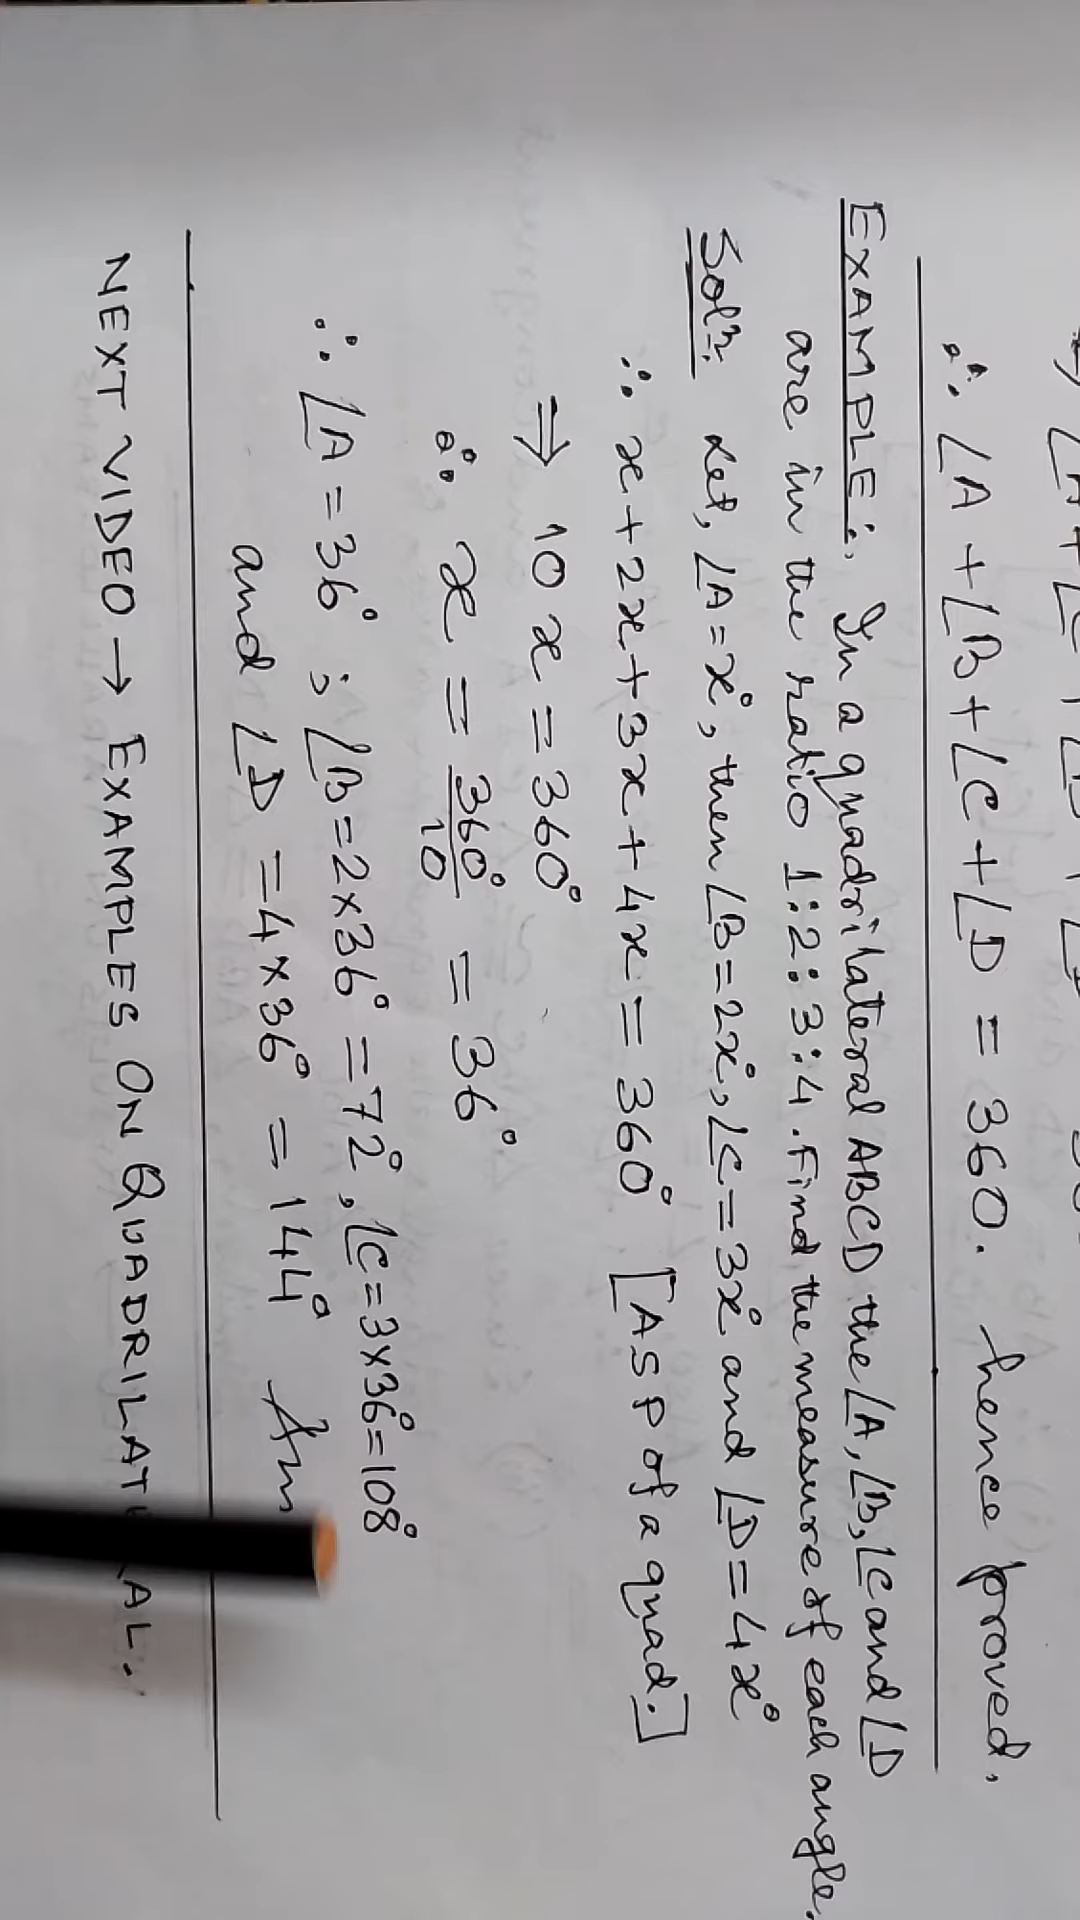 ∴ ∠A + ∠B + ∠C + ∠D = 360. hence proved.
EXAMPLE:. In a quadrilateral ABCD the ∠A, ∠B, ∠C and ∠D
are in the ratio 1:2:3:4. Find the measure of each angle.
Solⁿ: Let, ∠A = x°, then ∠B = 2x°, ∠C = 3x° and ∠D = 4x°
∴ x + 2x + 3x + 4x = 360° [ASP of a quad.]
⇒ 10x = 360°
∴ x = 360°/10 = 36°
∴ ∠A = 36° ; ∠B = 2×36° = 72°, ∠C = 3×36° = 108°
and ∠D = 4×36° = 144° Ans
NEXT VIDEO → EXAMPLES ON QUADRILATERAL.